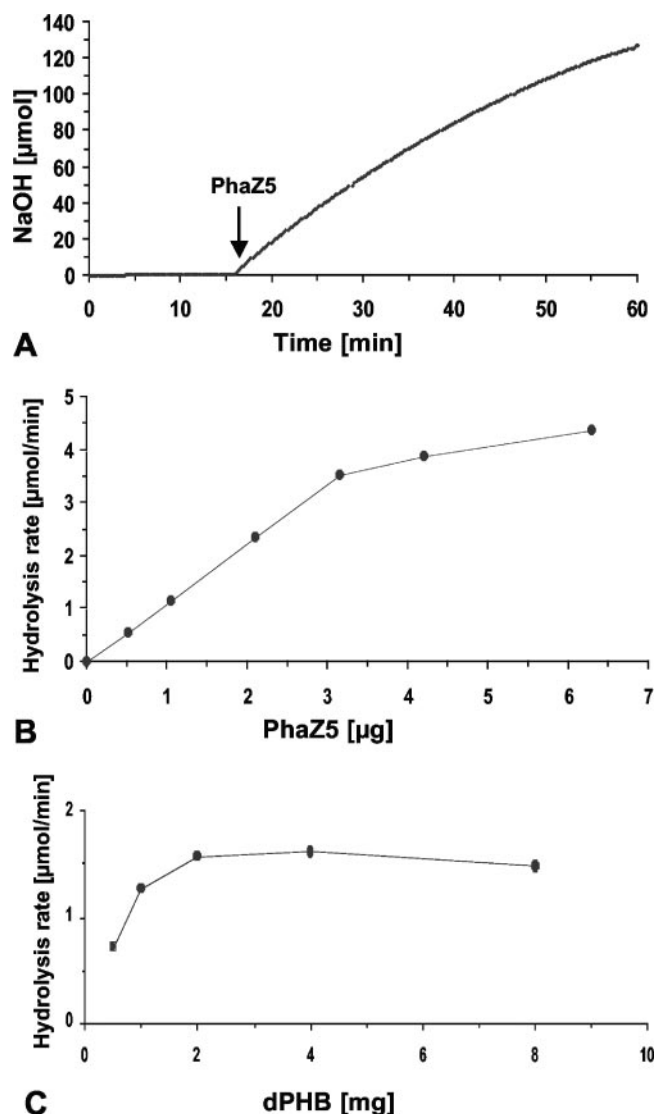 140
120
100
80
60
40
20
0
NaOH [µmol]
PhaZ5
0 10 20 30 40 50 60
Time [min]
A
5
4
3
2
1
0
Hydrolysis rate [µmol/min]
0 1 2 3 4 5 6 7
PhaZ5 [µg]
B
2
1
0
Hydrolysis rate [µmol/min]
0 2 4 6 8 10
dPHB [mg]
C